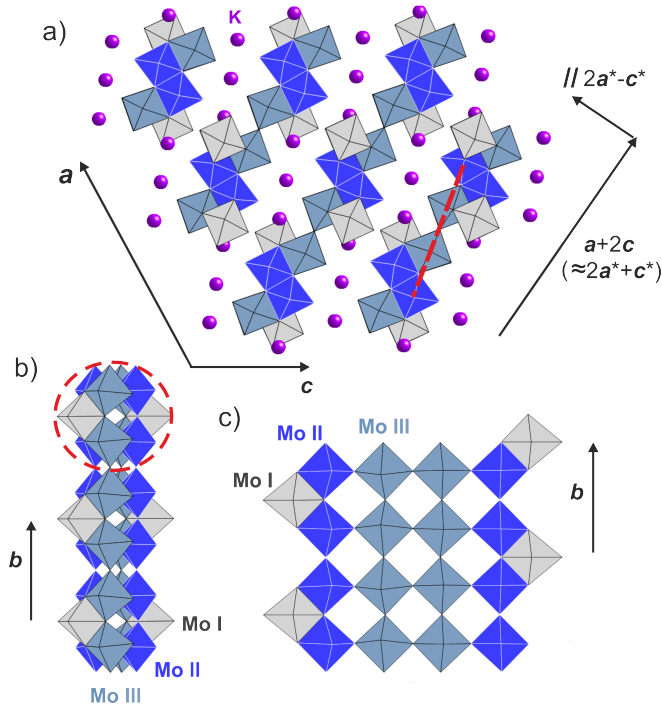 a)
K
// 2a*-c*
a
a+2c
(≈2a*+c*)
c
b)
c)
Mo II
Mo III
Mo I
b
b
Mo I
Mo II
Mo III